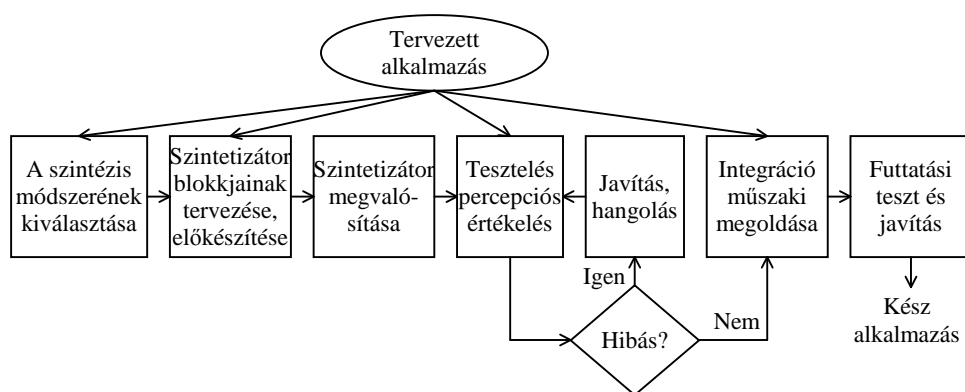 Tervezett
alkalmazás
A szintézis
módszerének
kiválasztása
Szintetizátor
blokkjainak
tervezése,
előkészítése
Szintetizátor
megvaló-
sítása
Tesztelés
percepciós
értékelés
Javítás,
hangolás
Integráció
műszaki
megoldása
Futtatási
teszt és
javítás
Igen
Hibás?
Nem
Kész
alkalmazás